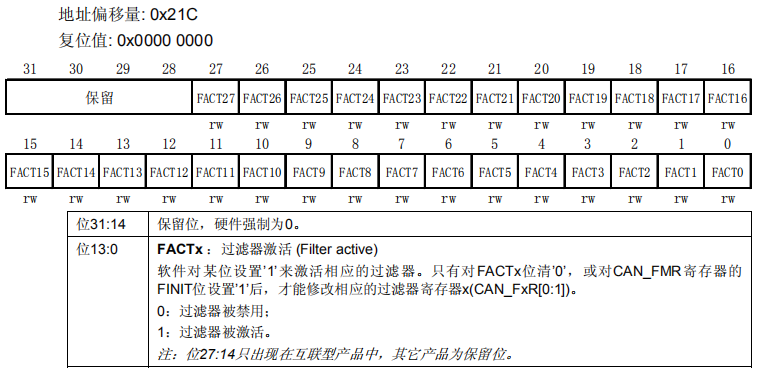 地址偏移量: 0x21C
复位值: 0x0000 0000
31 30 29 28 27 26 25 24 23 22 21 20 19 18 17 16
保留 FACT27 FACT26 FACT25 FACT24 FACT23 FACT22 FACT21 FACT20 FACT19 FACT18 FACT17 FACT16
rw rw rw rw rw rw rw rw rw rw rw rw
15 14 13 12 11 10 9 8 7 6 5 4 3 2 1 0
FACT15 FACT14 FACT13 FACT12 FACT11 FACT10 FACT9 FACT8 FACT7 FACT6 FACT5 FACT4 FACT3 FACT2 FACT1 FACT0
rw rw rw rw rw rw rw rw rw rw rw rw rw rw rw rw
位31:14 保留位，硬件强制为0。
位13:0 FACTx：过滤器激活 (Filter active)
软件对某位设置'1'来激活相应的过滤器。只有对FACTx位清'0'，或对CAN_FMR寄存器的
FINIT位设置'1'后，才能修改相应的过滤器寄存器x(CAN_FxR[0:1])。
0：过滤器被禁用；
1：过滤器被激活。
注：位27:14只出现在互联型产品中，其它产品为保留位。